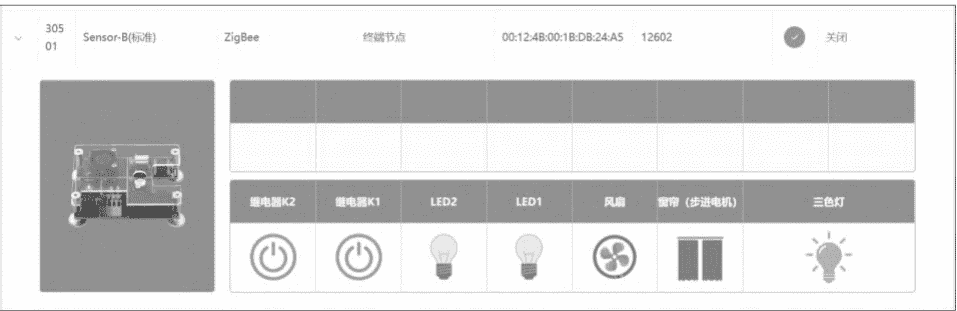 305
01
Sensor-B(标准)
ZigBee
终端节点
00:12:4B:00:1B:DB:24:A5
12602
关闭
继电器K2
继电器K1
LED2
LED1
风扇
窗帘（步进电机）
三色灯